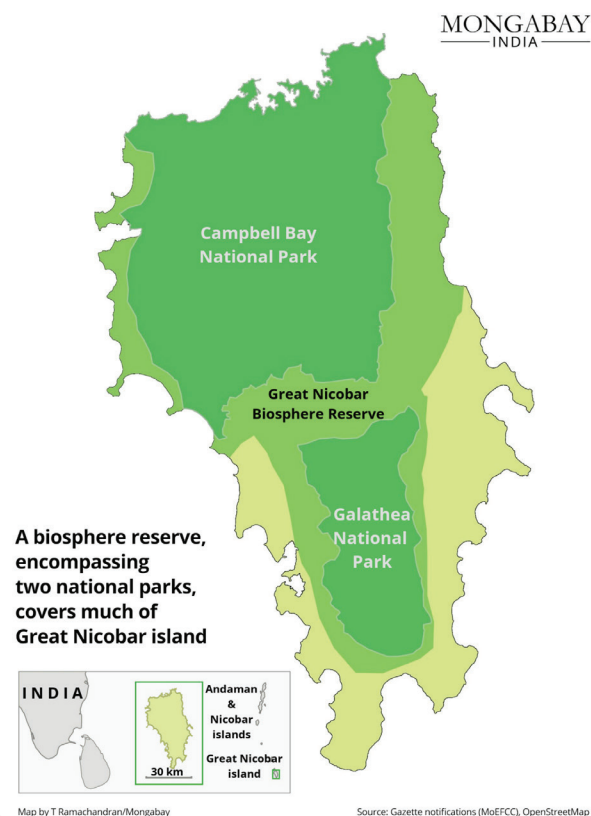 MONGABAY
INDIA
Campbell Bay
National Park
Great Nicobar
Biosphere Reserve
Galathea
National
Park
A biosphere reserve,
encompassing
two national parks,
covers much of
Great Nicobar island
INDIA
Andaman
&
Nicobar
islands
Great Nicobar
island
30 km
Map by T Ramachandran/Mongabay
Source: Gazette notifications (MoEFCC), OpenStreetMap